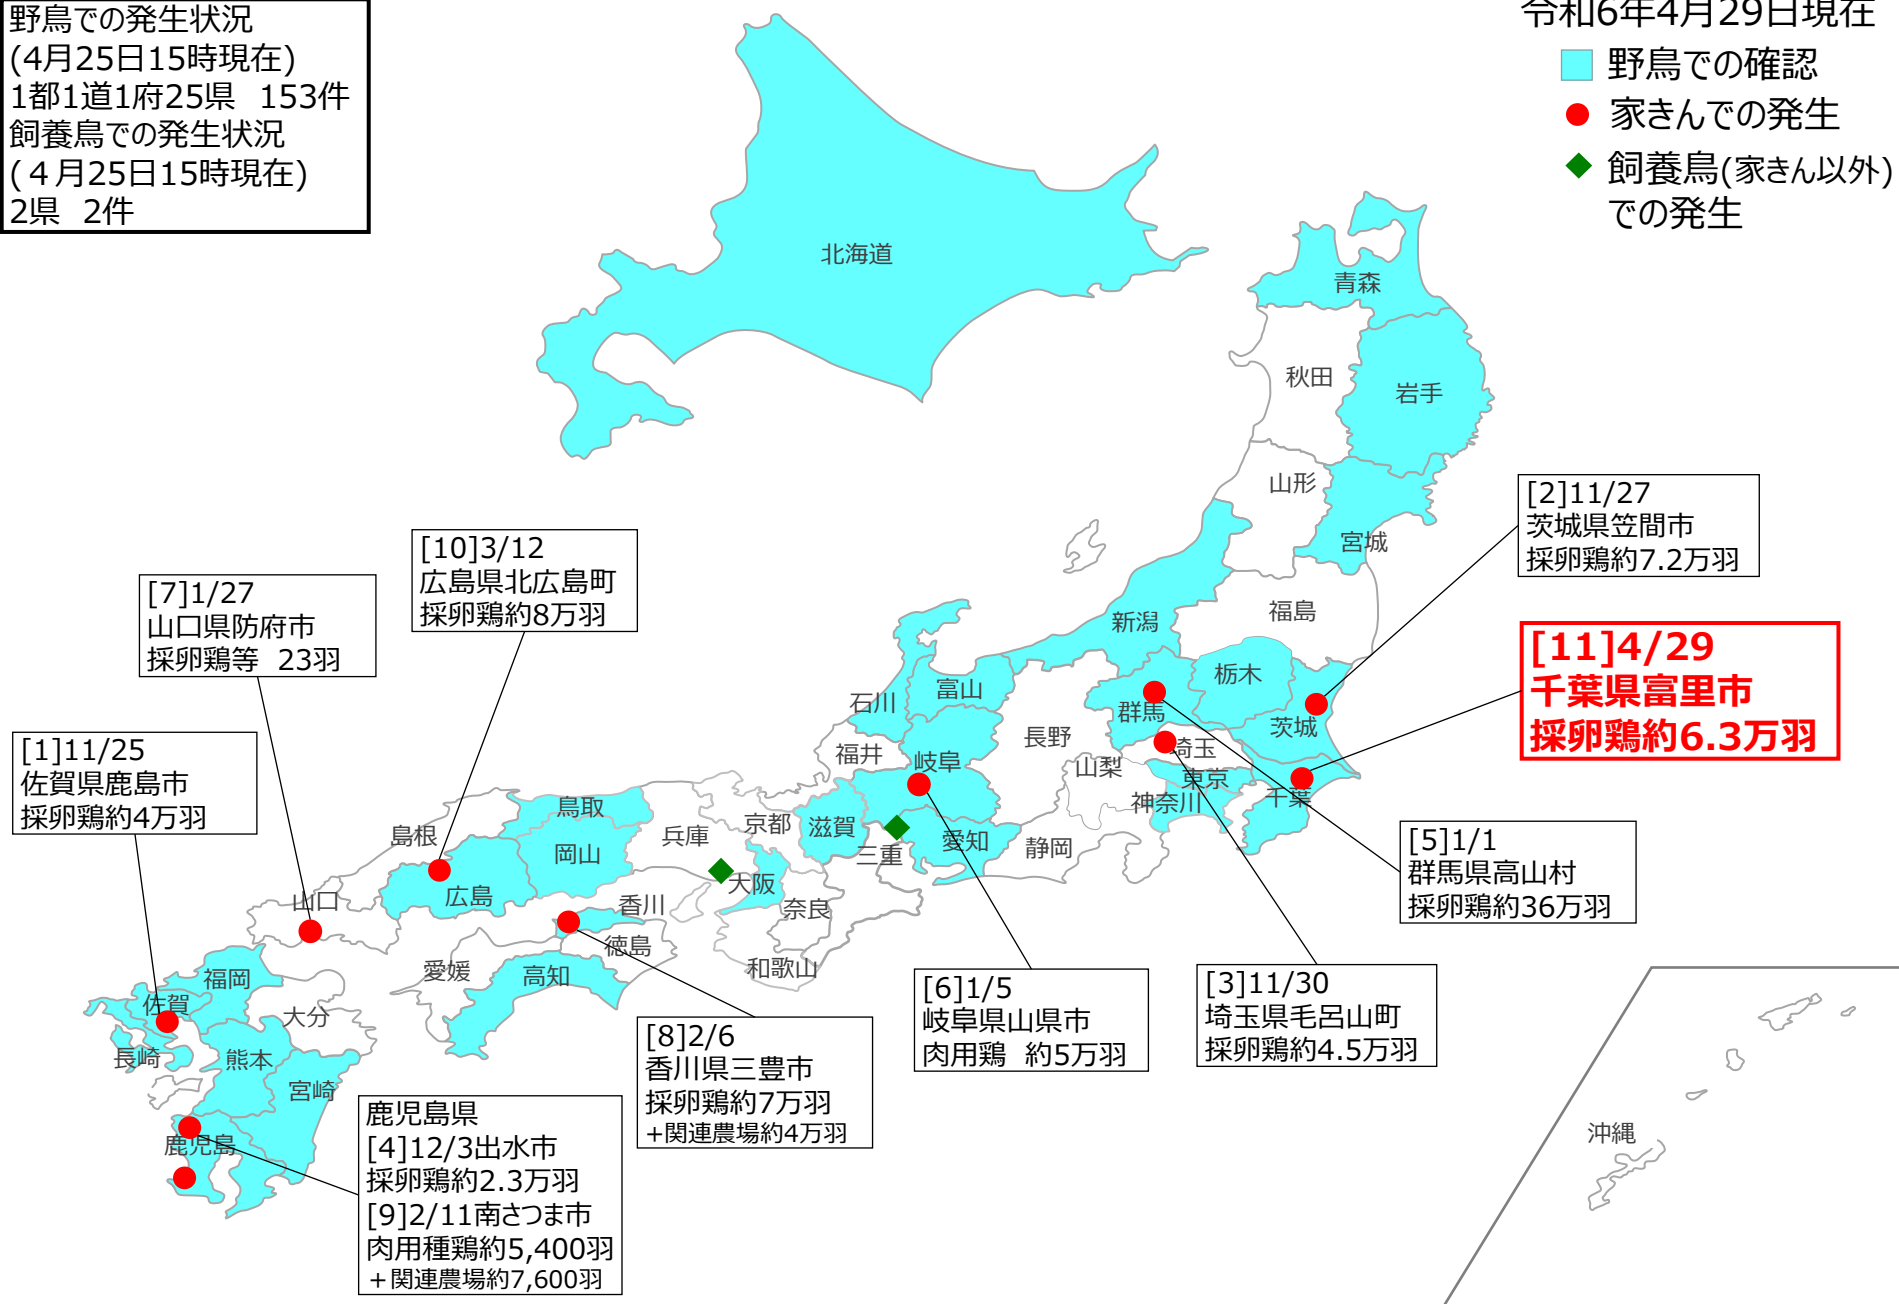 野鳥での発生状況
(4月25日15時現在)
1都1道1府25県 153件
飼養鳥での発生状況
(４月25日15時現在)
2県 2件
令和6年4月29日現在
野鳥での確認
家きんでの発生
飼養鳥(家きん以外)
での発生
北海道
青森
秋田
岩手
山形
宮城
新潟
福島
栃木
群馬
茨城
埼玉
東京
千葉
神奈川
山梨
長野
富山
石川
福井
岐阜
静岡
愛知
三重
滋賀
京都
大阪
兵庫
奈良
和歌山
鳥取
島根
岡山
広島
山口
香川
徳島
愛媛
高知
福岡
佐賀
長崎
大分
熊本
宮崎
鹿児島
沖縄
[2]11/27
茨城県笠間市
採卵鶏約7.2万羽
[10]3/12
広島県北広島町
採卵鶏約8万羽
[7]1/27
山口県防府市
採卵鶏等 23羽
[11]4/29
千葉県富里市
採卵鶏約6.3万羽
[1]11/25
佐賀県鹿島市
採卵鶏約4万羽
[5]1/1
群馬県高山村
採卵鶏約36万羽
[6]1/5
岐阜県山県市
肉用鶏 約5万羽
[3]11/30
埼玉県毛呂山町
採卵鶏約4.5万羽
[8]2/6
香川県三豊市
採卵鶏約7万羽
+関連農場約4万羽
鹿児島県
[4]12/3出水市
採卵鶏約2.3万羽
[9]2/11南さつま市
肉用種鶏約5,400羽
＋関連農場約7,600羽